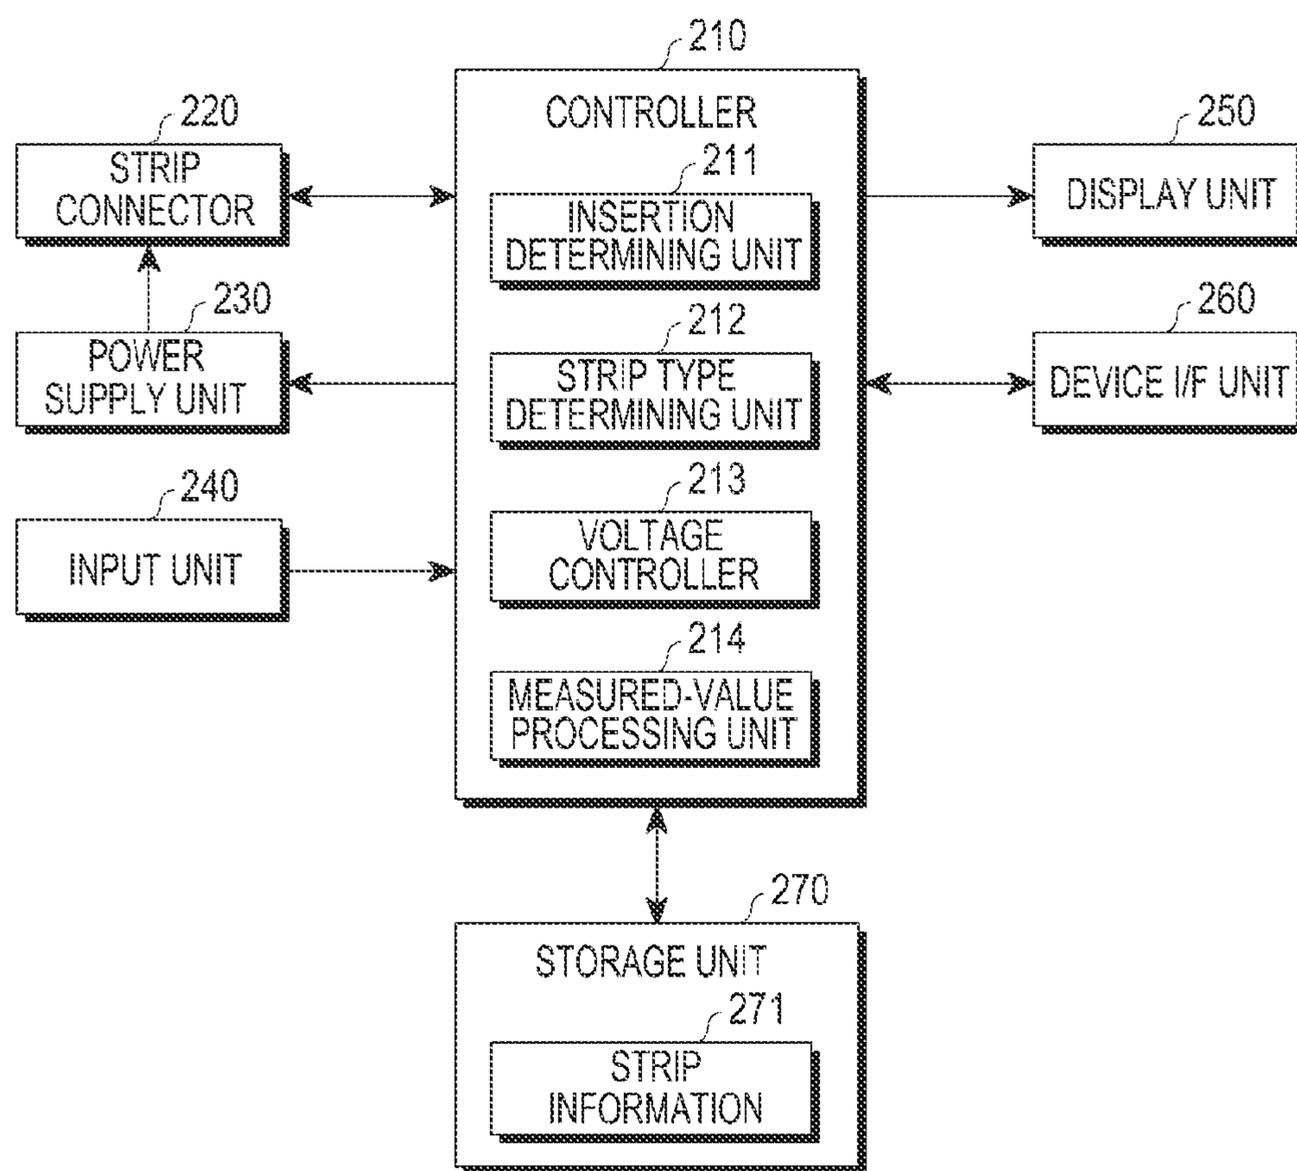 210
CONTROLLER
220
STRIP
CONNECTOR
211
INSERTION
DETERMINING UNIT
250
DISPLAY UNIT
230
POWER
SUPPLY UNIT
212
STRIP TYPE
DETERMINING UNIT
260
DEVICE I/F UNIT
240
INPUT UNIT
213
VOLTAGE
CONTROLLER
214
MEASURED-VALUE
PROCESSING UNIT
270
STORAGE UNIT
271
STRIP
INFORMATION